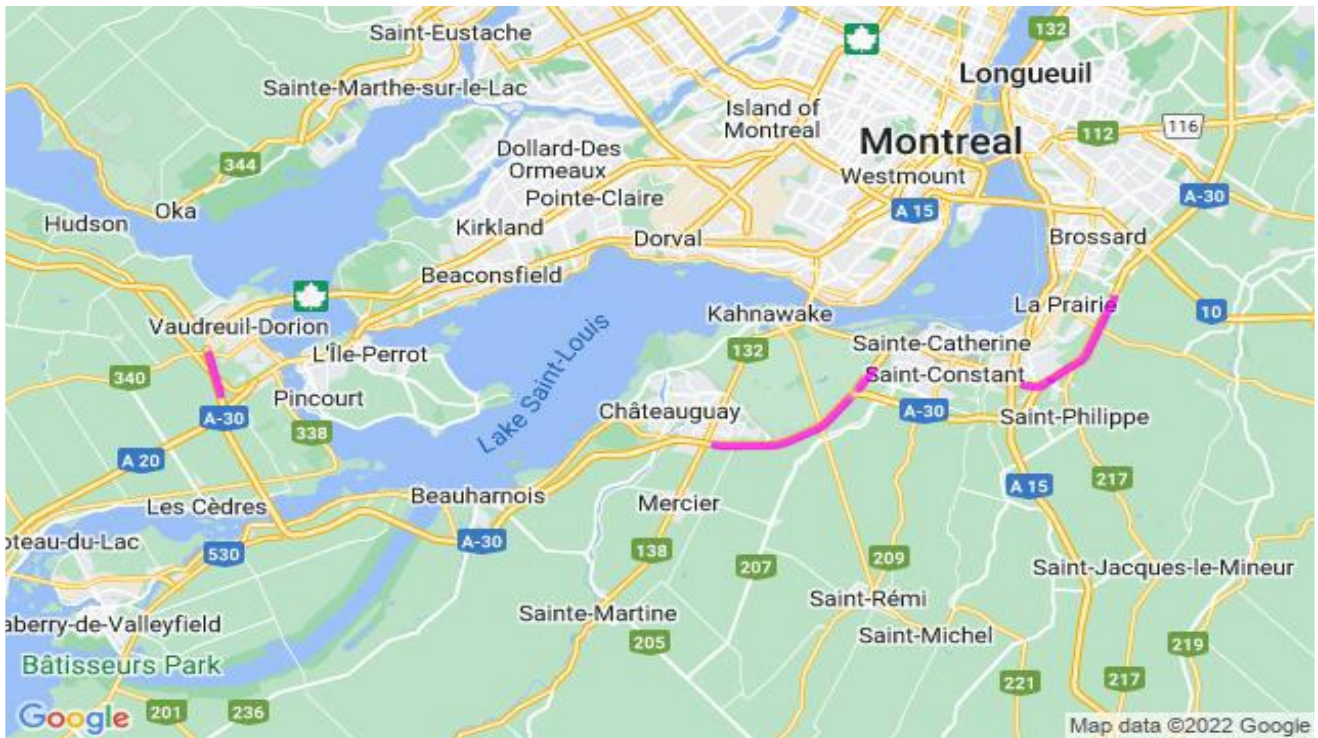 132
Saint-Eustache
Longueuil
Sainte-Marthe-sur-le-Lac
Island of
Montreal
116
112
Montreal
Dollard-Des
Ormeaux
344
Westmount
Pointe-Claire
A-30
Oka
A 15
Hudson
Kirkland
Dorval
Brossard
Beaconsfield
La Prairie
10
Kahnawake
Vaudreuil-Dorion
Sainte-Catherine
L'Île-Perrot
132
340
Saint-Constant
Lake Saint-Louis
Pincourt
A-30
Châteauguay
A-30
Saint-Philippe
338
A 20
217
A 15
Les Cèdres
Beauharnois
Mercier
oteau-du-Lac
530
A-30
138
209
207
Saint-Jacques-le-Mineur
Saint-Rémi
Sainte-Martine
aberry-de-Valleyfield
Saint-Michel
205
219
Bâtisseurs Park
217
221
Google
201
236
Map data ©2022 Google